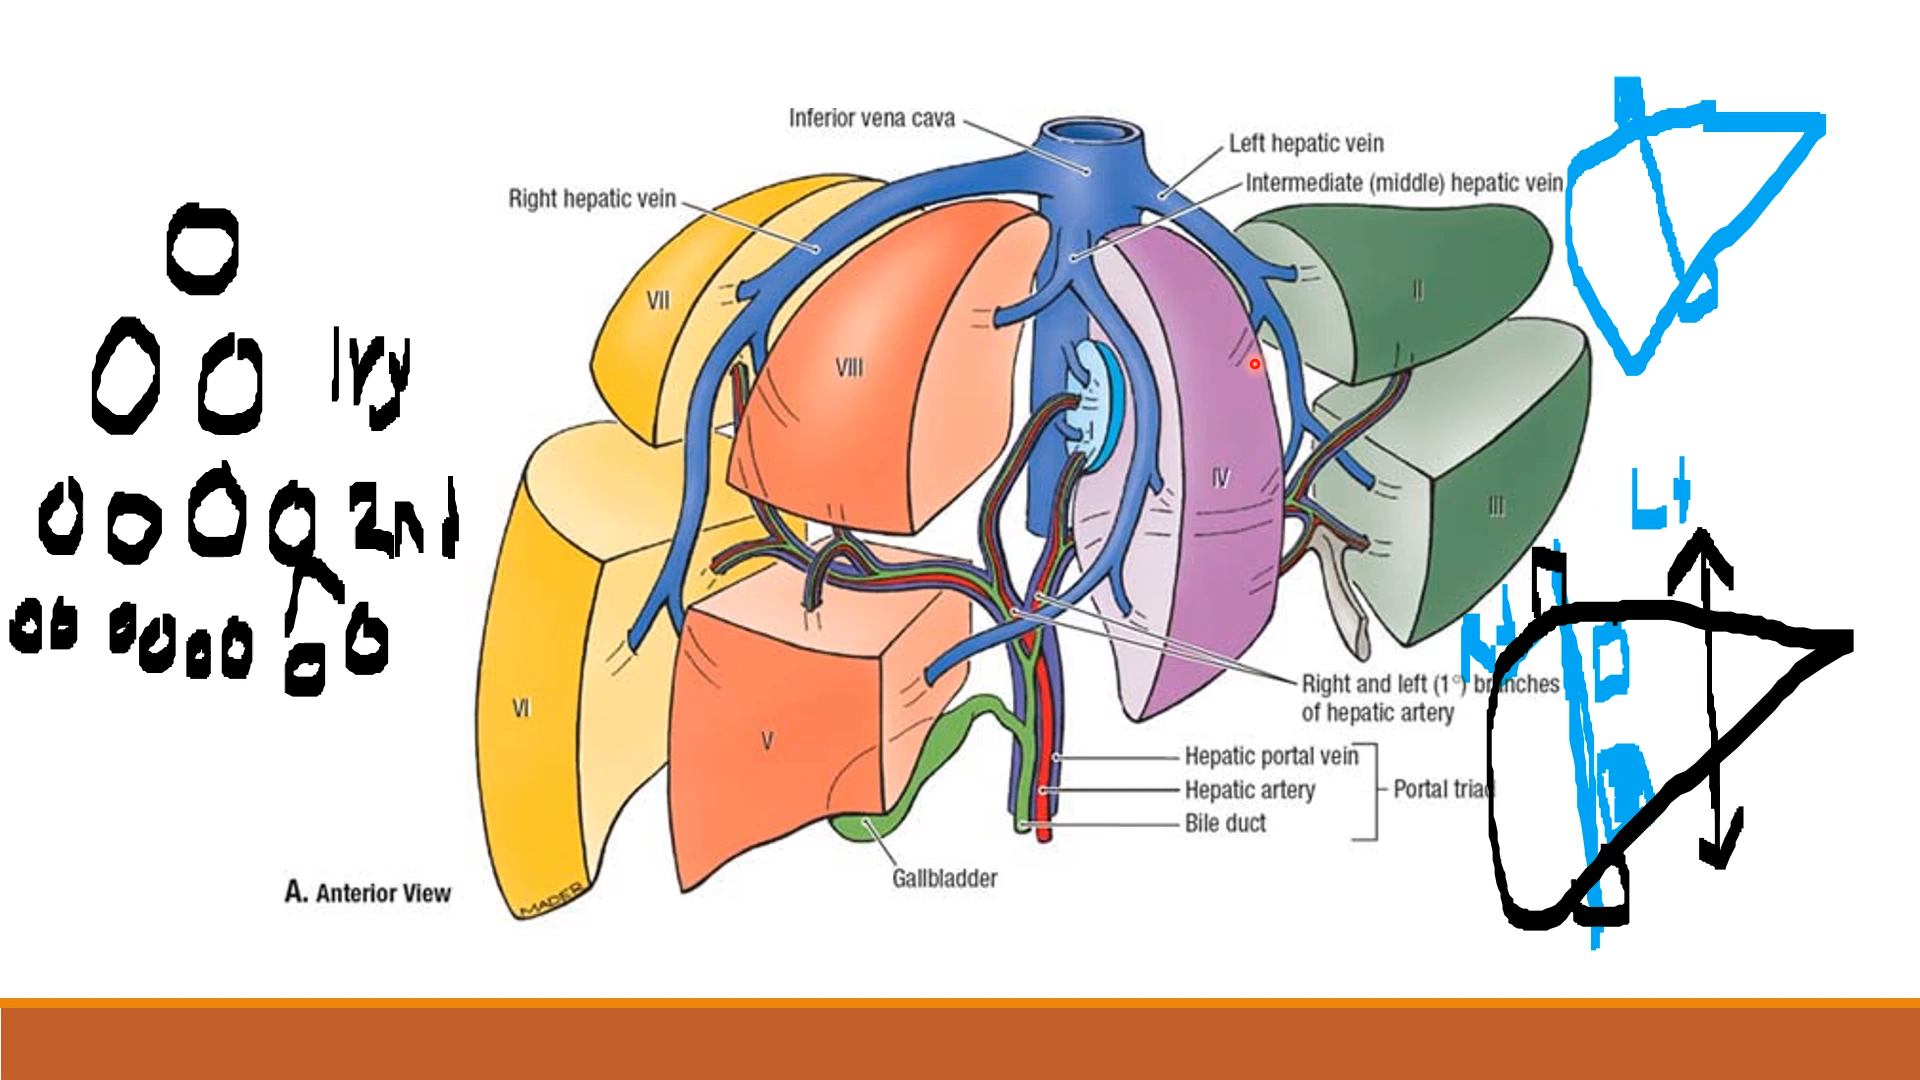 Inferior vena cava
Left hepatic vein
Intermediate (middle) hepatic vein
Right hepatic vein
VII
II
VIII
I
IV
III
VI
V
1ry
2nd
Lt
Right and left (1°) branches
of hepatic artery
Hepatic portal vein
Hepatic artery
Bile duct
Portal triad
Gallbladder
A. Anterior View
MADER